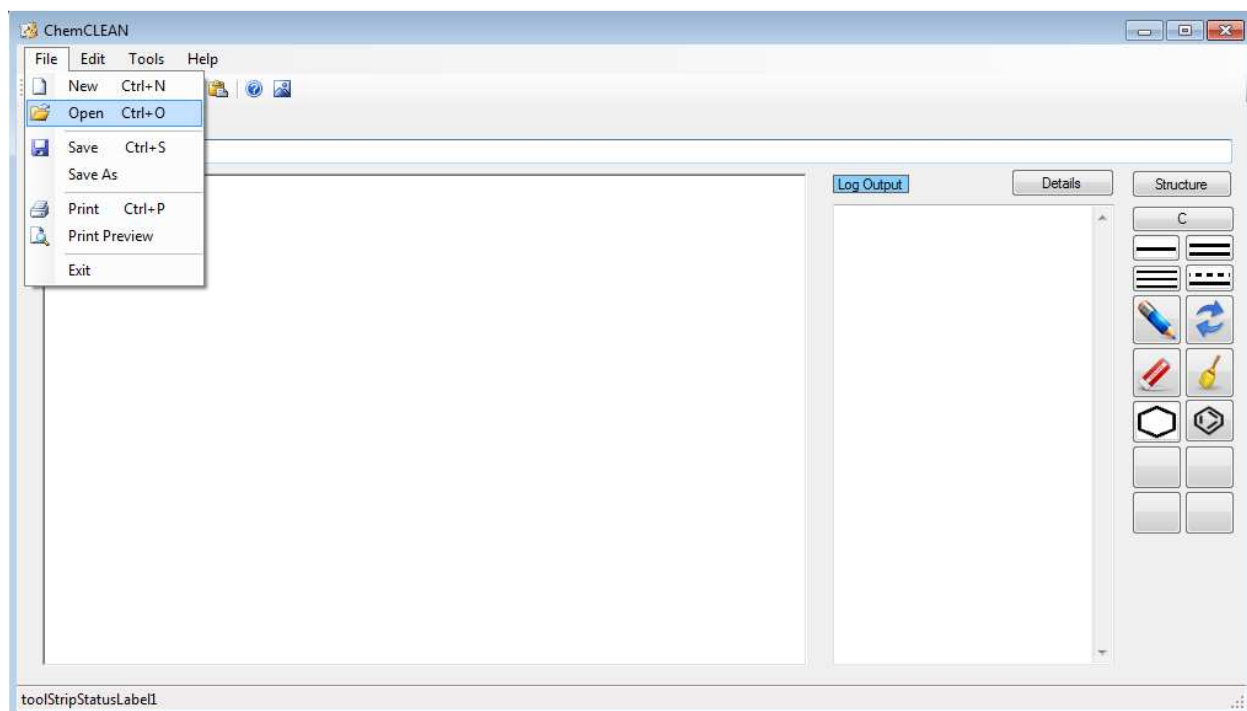 ChemCLEAN
File Edit Tools Help
New Ctrl+N
Open Ctrl+O
Save Ctrl+S
Save As
Print Ctrl+P
Print Preview
Exit
Log Output Details Structure
C
toolStripStatusLabel1